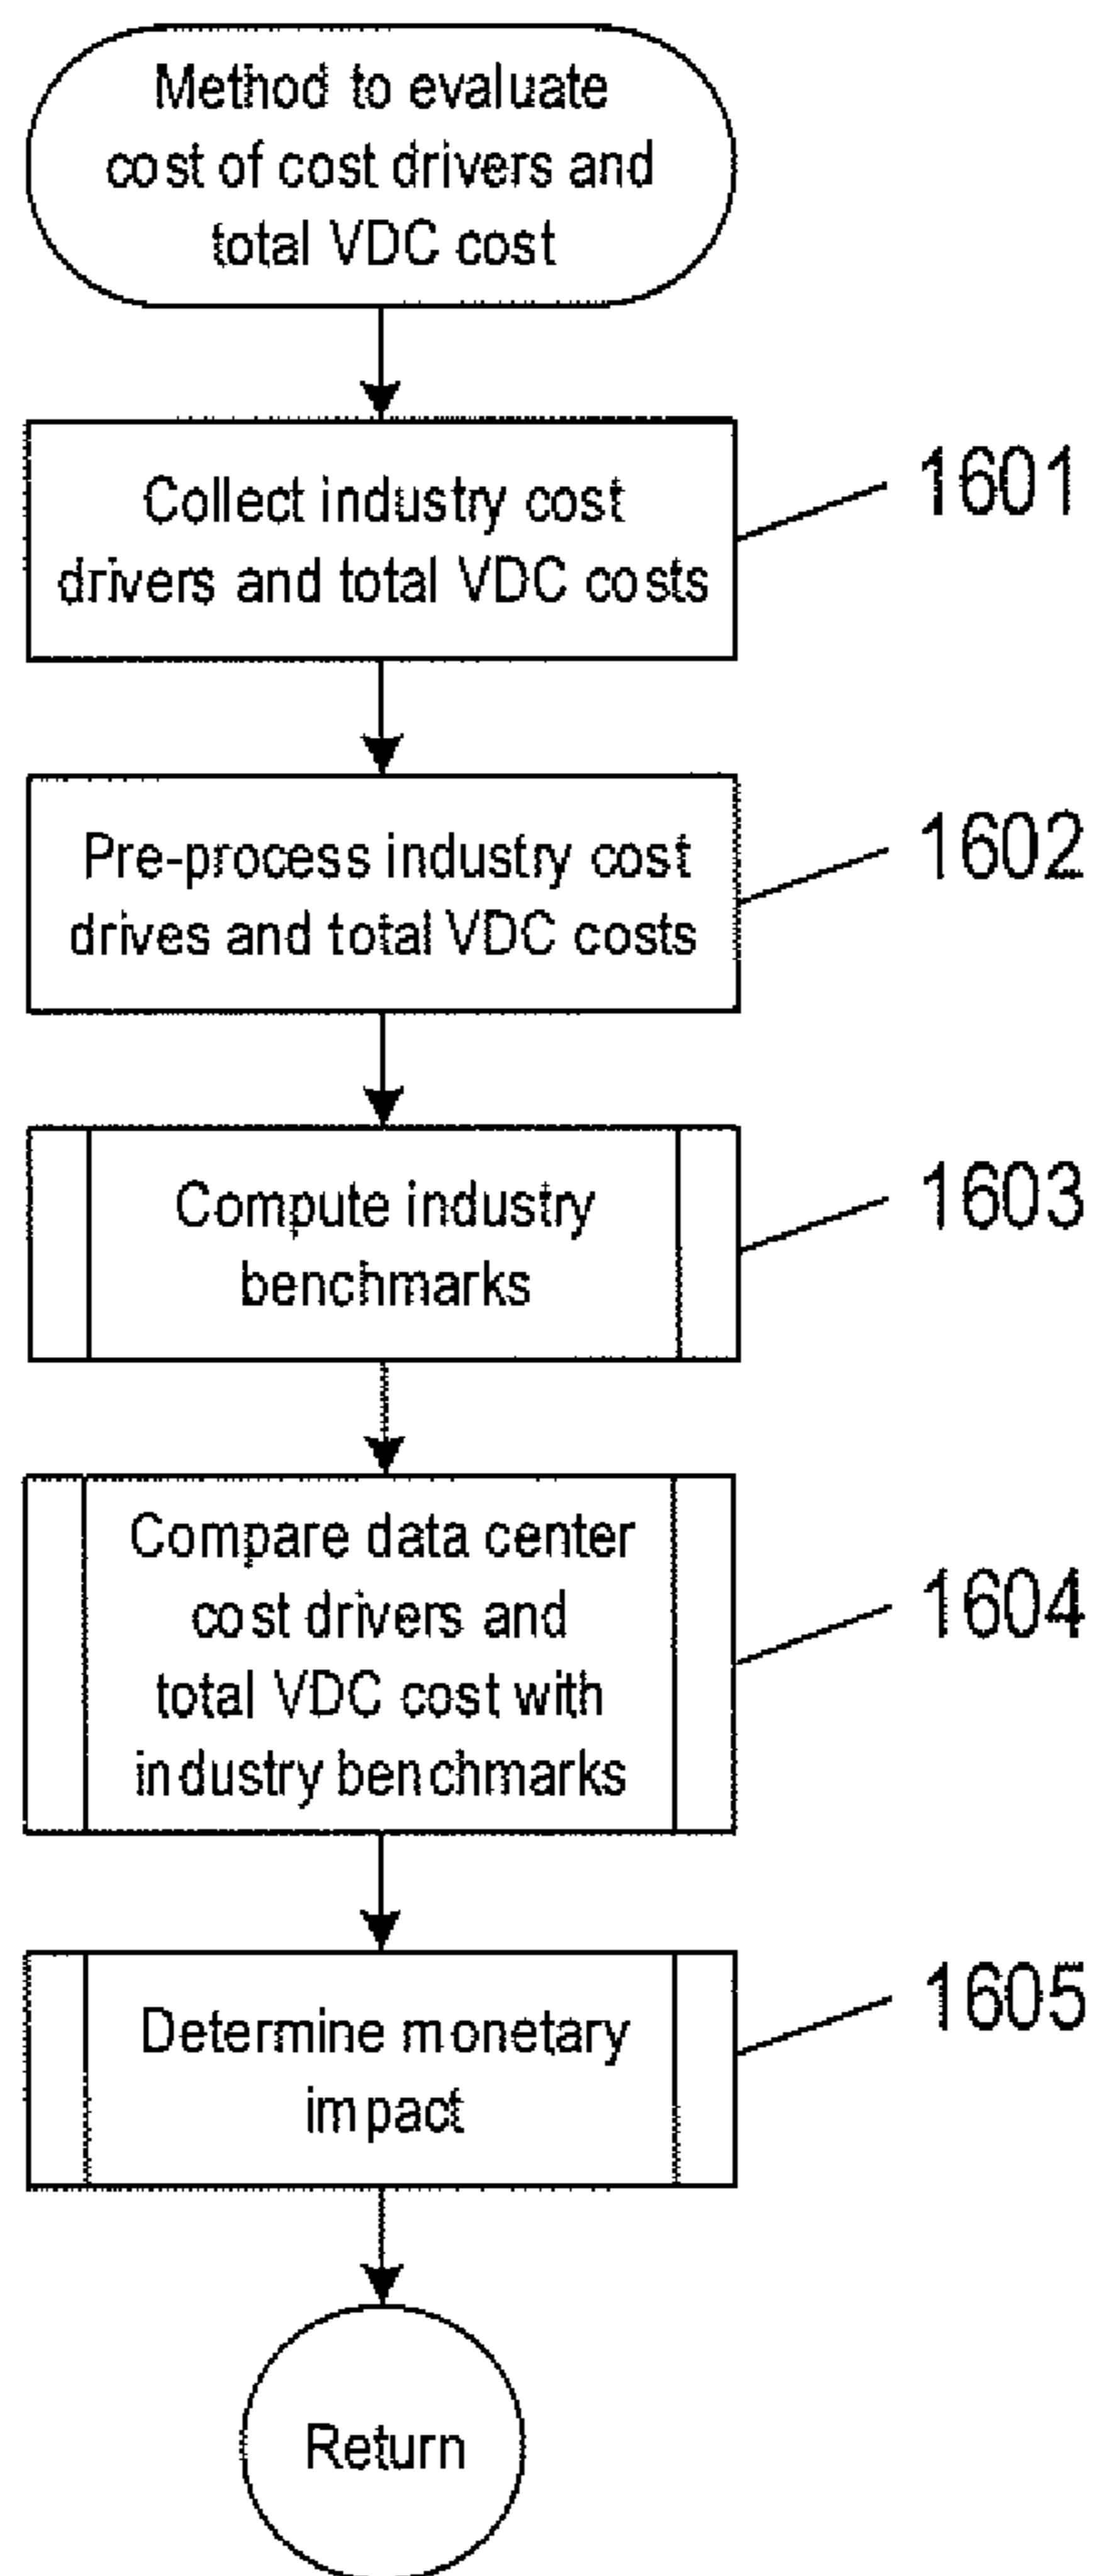 Method to evaluate
cost of cost drivers and
total VDC cost
Collect industry cost
drivers and total VDC costs
1601
Pre-process industry cost
drives and total VDC costs
1602
Compute industry
benchmarks
1603
Compare data center
cost drivers and
total VDC cost with
industry benchmarks
1604
Determine monetary
impact
1605
Return